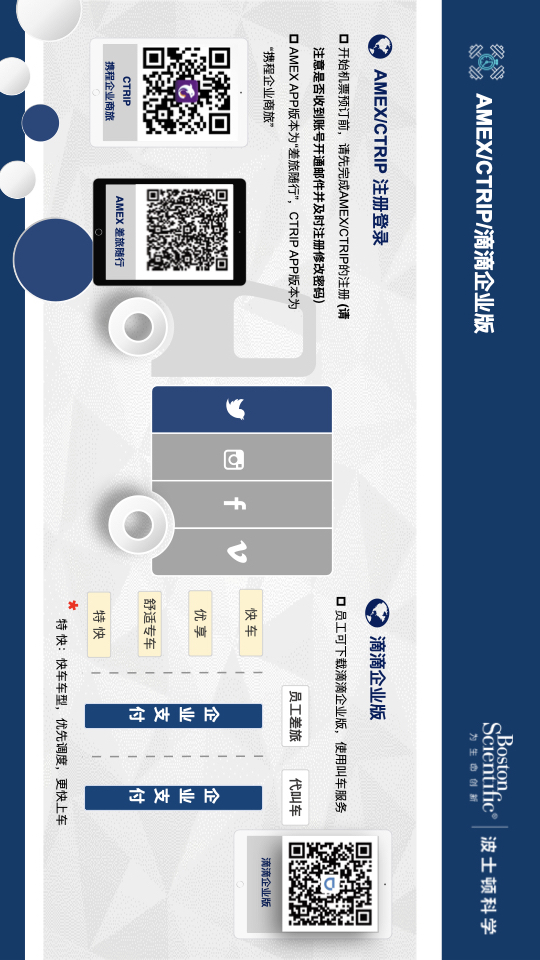 AMEX/CTRIP/滴滴企业版
Boston
Scientific®
为生命创新
波士顿科学
AMEX/CTRIP 注册登录
开始机票预订前，请先完成AMEX/CTRIP的注册 (请
注意是否收到账号开通邮件并及时注册修改密码)
AMEX APP版本为“差旅随行”，CTRIP APP版本为
“携程企业商旅”
CTRIP
携程企业商旅
AMEX 差旅随行
滴滴企业版
员工可下载滴滴企业版，使用叫车服务
员工差旅
代叫车
快车
优享
舒适专车
特快
企业支付
企业支付
* 特快：快车车型，优先调度，更快上车
滴滴企业版